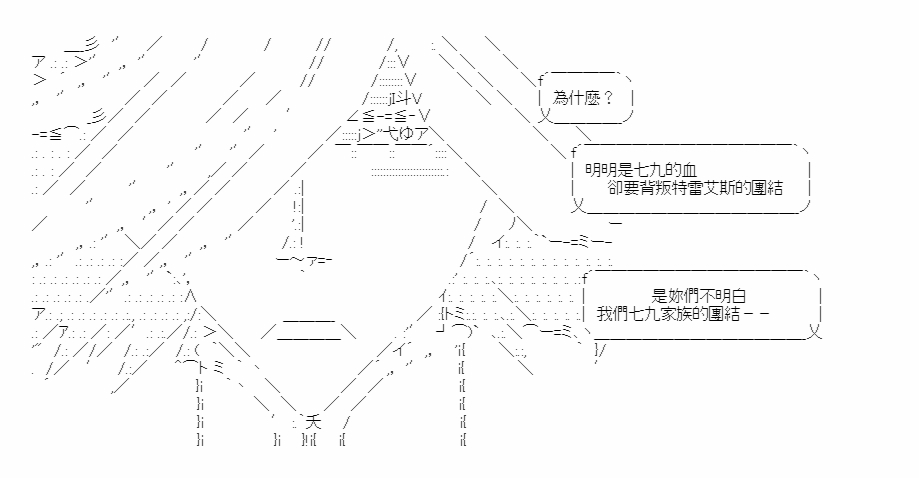 為什麼？
明明是七九的血
卻要背叛特雷艾斯的團結
是妳們不明白
我們七九家族的團結－－